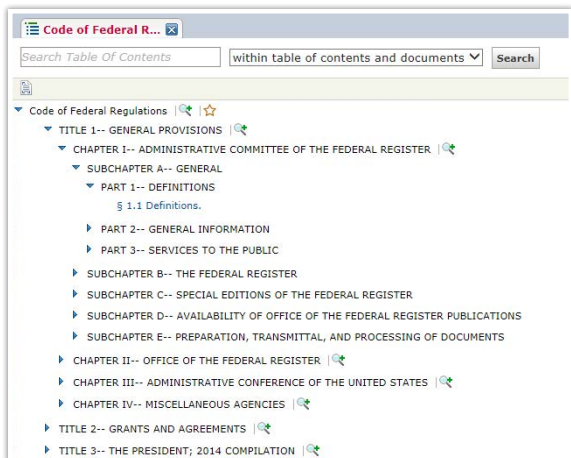 Code of Federal R...
Search Table Of Contents
within table of contents and documents
Search
Code of Federal Regulations
TITLE 1-- GENERAL PROVISIONS
CHAPTER I-- ADMINISTRATIVE COMMITTEE OF THE FEDERAL REGISTER
SUBCHAPTER A-- GENERAL
PART 1-- DEFINITIONS
§ 1.1 Definitions.
PART 2-- GENERAL INFORMATION
PART 3-- SERVICES TO THE PUBLIC
SUBCHAPTER B-- THE FEDERAL REGISTER
SUBCHAPTER C-- SPECIAL EDITIONS OF THE FEDERAL REGISTER
SUBCHAPTER D-- AVAILABILITY OF OFFICE OF THE FEDERAL REGISTER PUBLICATIONS
SUBCHAPTER E-- PREPARATION, TRANSMITTAL, AND PROCESSING OF DOCUMENTS
CHAPTER II-- OFFICE OF THE FEDERAL REGISTER
CHAPTER III-- ADMINISTRATIVE CONFERENCE OF THE UNITED STATES
CHAPTER IV-- MISCELLANEOUS AGENCIES
TITLE 2-- GRANTS AND AGREEMENTS
TITLE 3-- THE PRESIDENT; 2014 COMPILATION